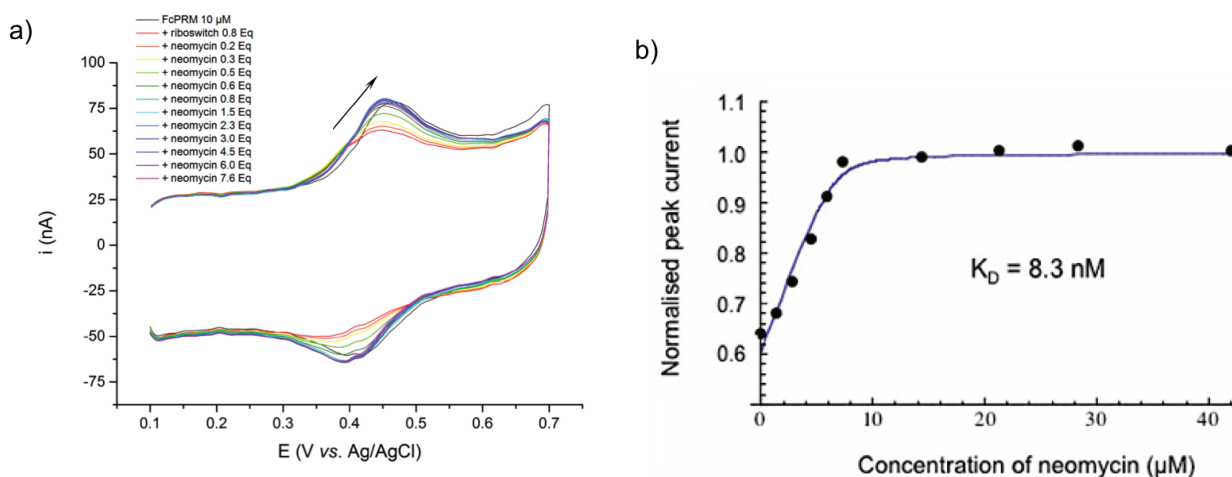 a)
FcPRM 10 µM
+ riboswitch 0.8 Eq
+ neomycin 0.2 Eq
+ neomycin 0.3 Eq
+ neomycin 0.5 Eq
+ neomycin 0.6 Eq
+ neomycin 0.8 Eq
+ neomycin 1.5 Eq
+ neomycin 2.3 Eq
+ neomycin 3.0 Eq
+ neomycin 4.5 Eq
+ neomycin 6.0 Eq
+ neomycin 7.6 Eq
100
75
50
25
0
-25
-50
-75
i (nA)
0.1 0.2 0.3 0.4 0.5 0.6 0.7
E (V vs. Ag/AgCl)
b)
1.1
1.0
0.9
0.8
0.7
0.6
Normalised peak current
K_D = 8.3 nM
0 10 20 30 40
Concentration of neomycin (µM)